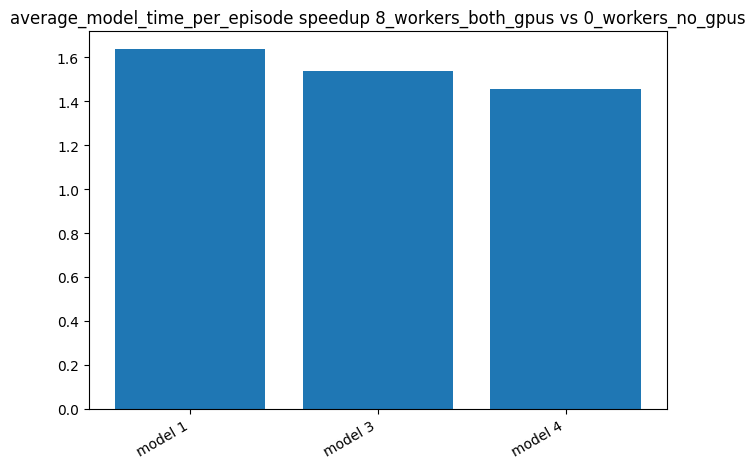 average_model_time_per_episode speedup 8_workers_both_gpus vs 0_workers_no_gpus
1.6
1.4
1.2
1.0
0.8
0.6
0.4
0.2
0.0
model 1
model 3
model 4